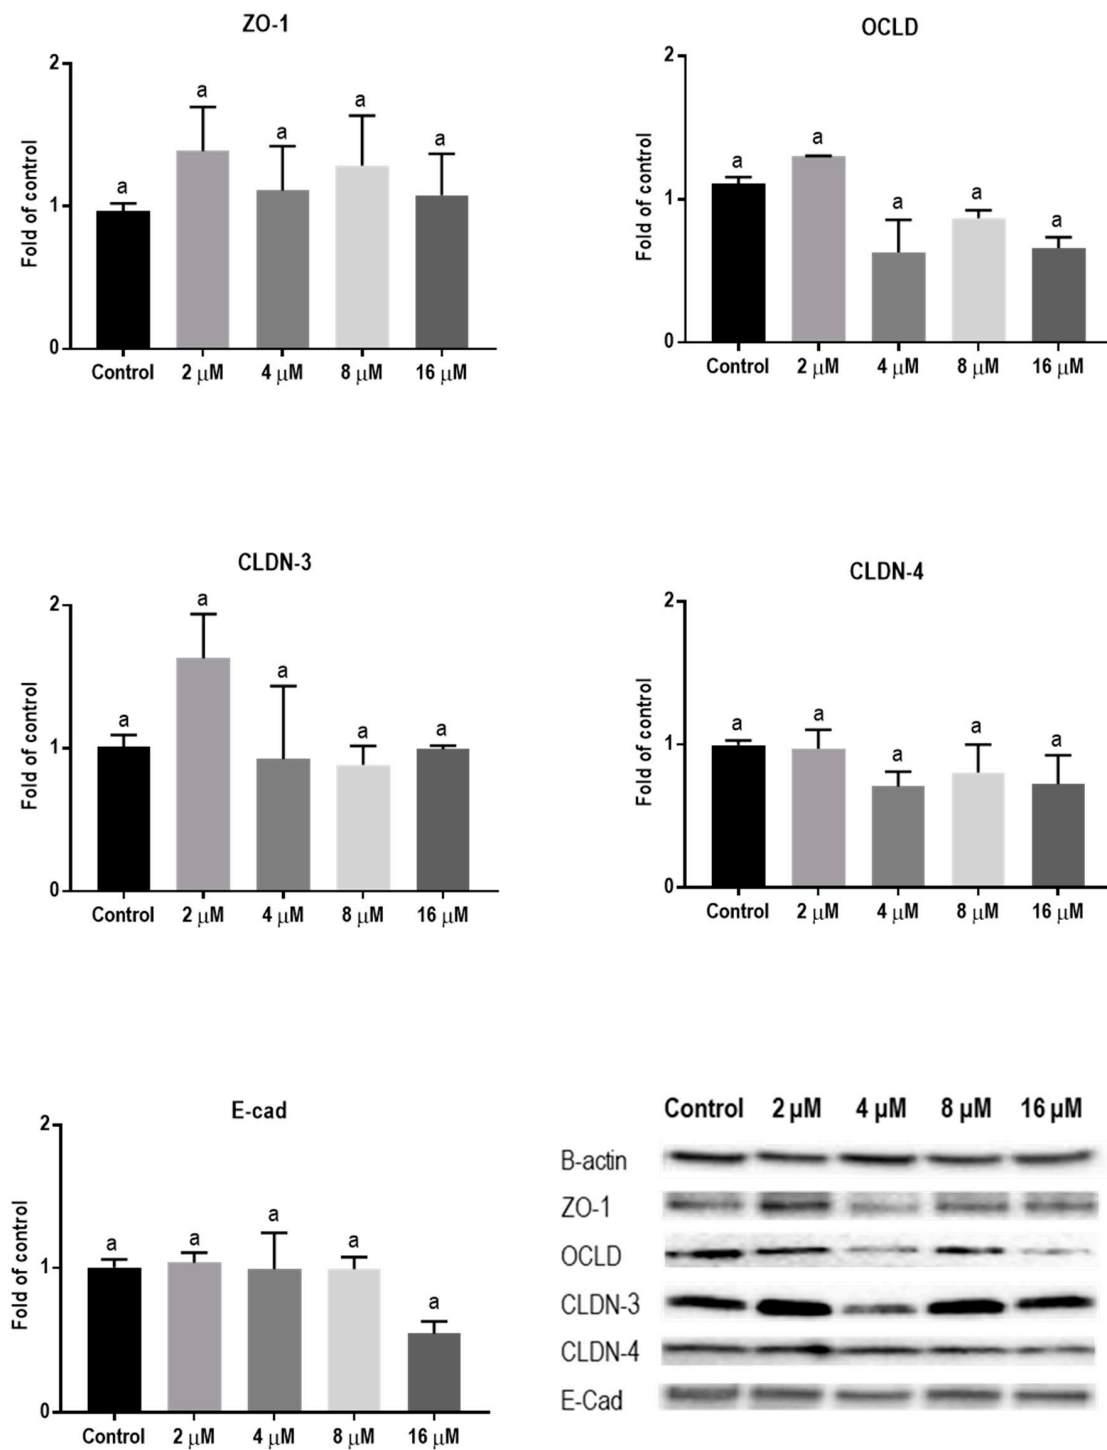 ZO-1
2
1
0
Fold of control
a
a
a
a
a
Control 2 μM 4 μM 8 μM 16 μM
OCLD
2
1
0
Fold of control
a
a
a
a
a
Control 2 μM 4 μM 8 μM 16 μM
CLDN-3
2
1
0
Fold of control
a
a
a
a
a
Control 2 μM 4 μM 8 μM 16 μM
CLDN-4
2
1
0
Fold of control
a
a
a
a
a
Control 2 μM 4 μM 8 μM 16 μM
E-cad
2
1
0
Fold of control
a
a
a
a
a
Control 2 μM 4 μM 8 μM 16 μM
Control 2 μM 4 μM 8 μM 16 μM
B-actin
ZO-1
OCLD
CLDN-3
CLDN-4
E-Cad